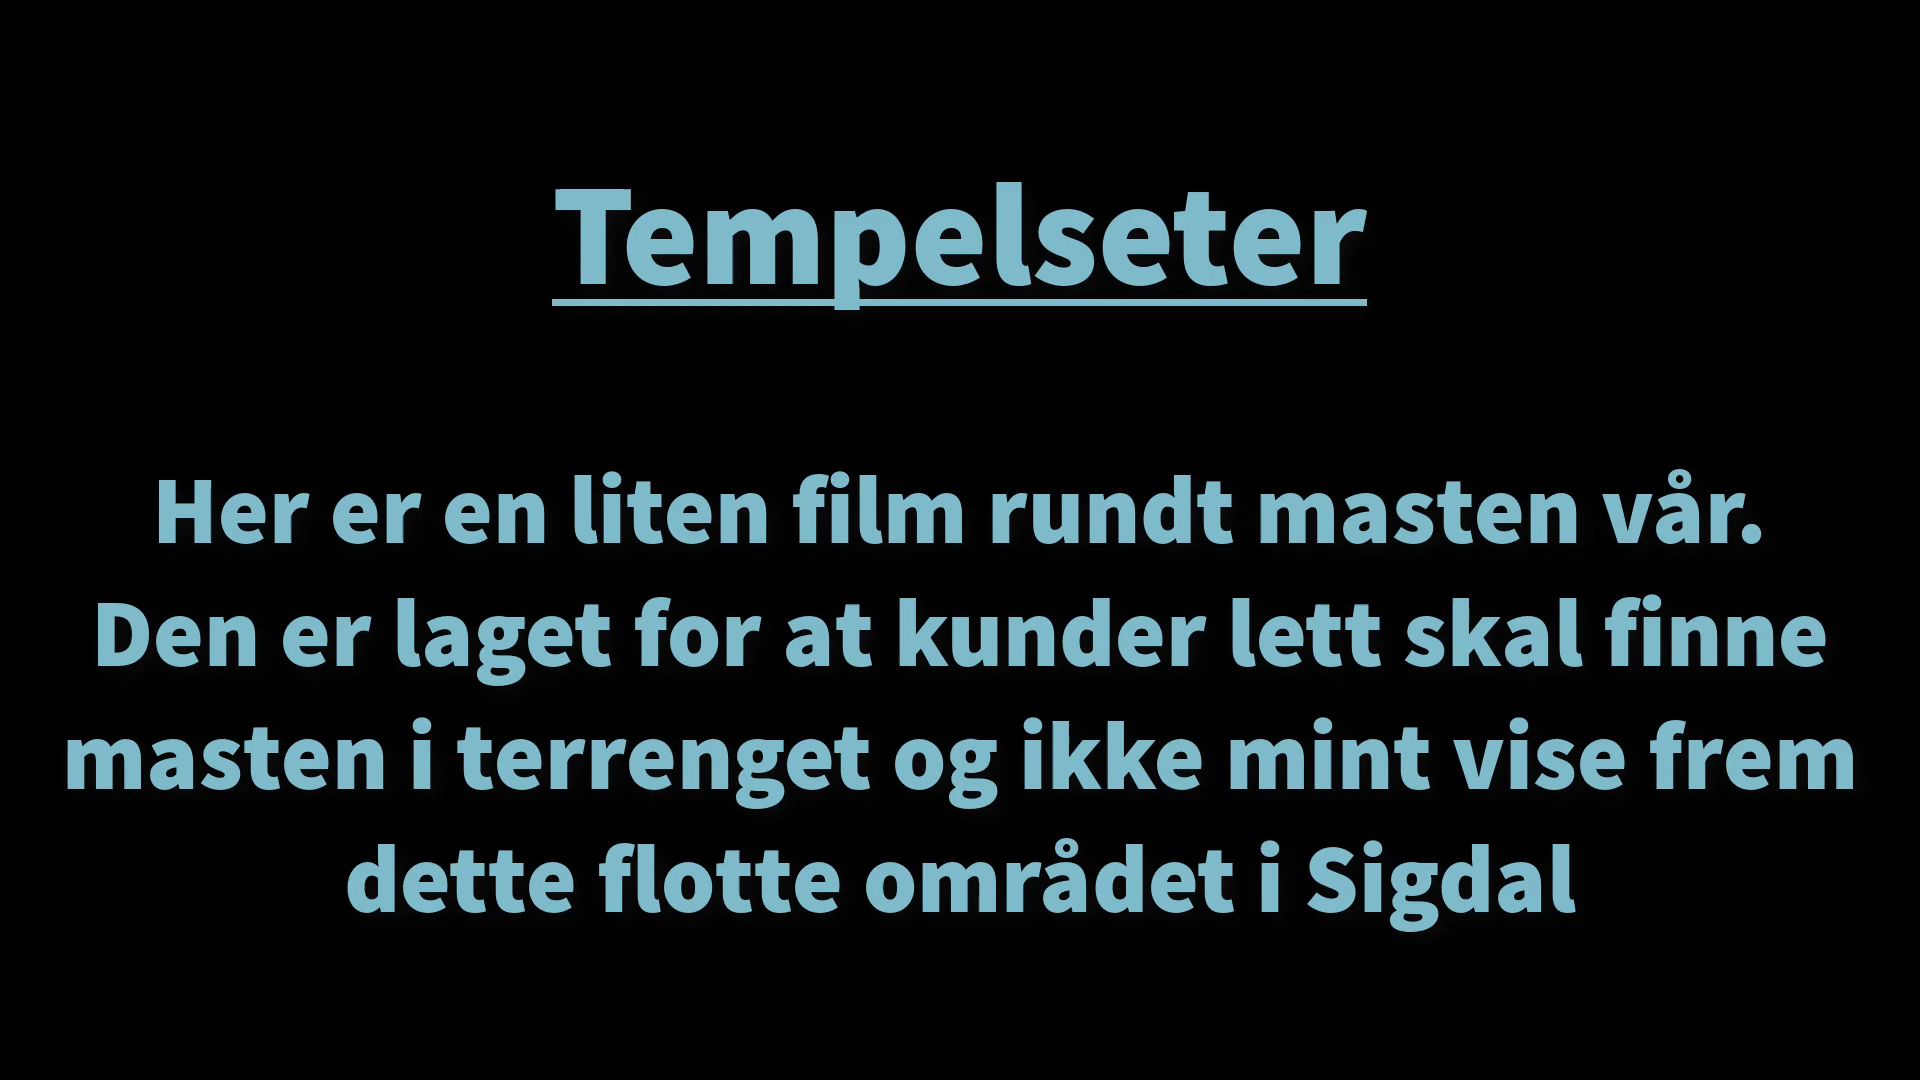 Tempelseter
Her er en liten film rundt masten vår.
Den er laget for at kunder lett skal finne
masten i terrenget og ikke mint vise frem
dette flotte området i Sigdal